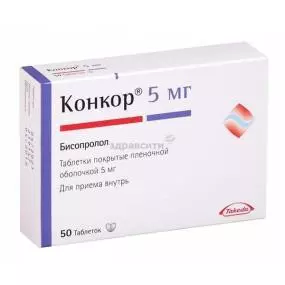 Конкор® 5 мг
Бисопролол
Таблетки покрытые пленочной
оболочкой 5 мг
Для приема внутрь
50 Таблеток
Takeda